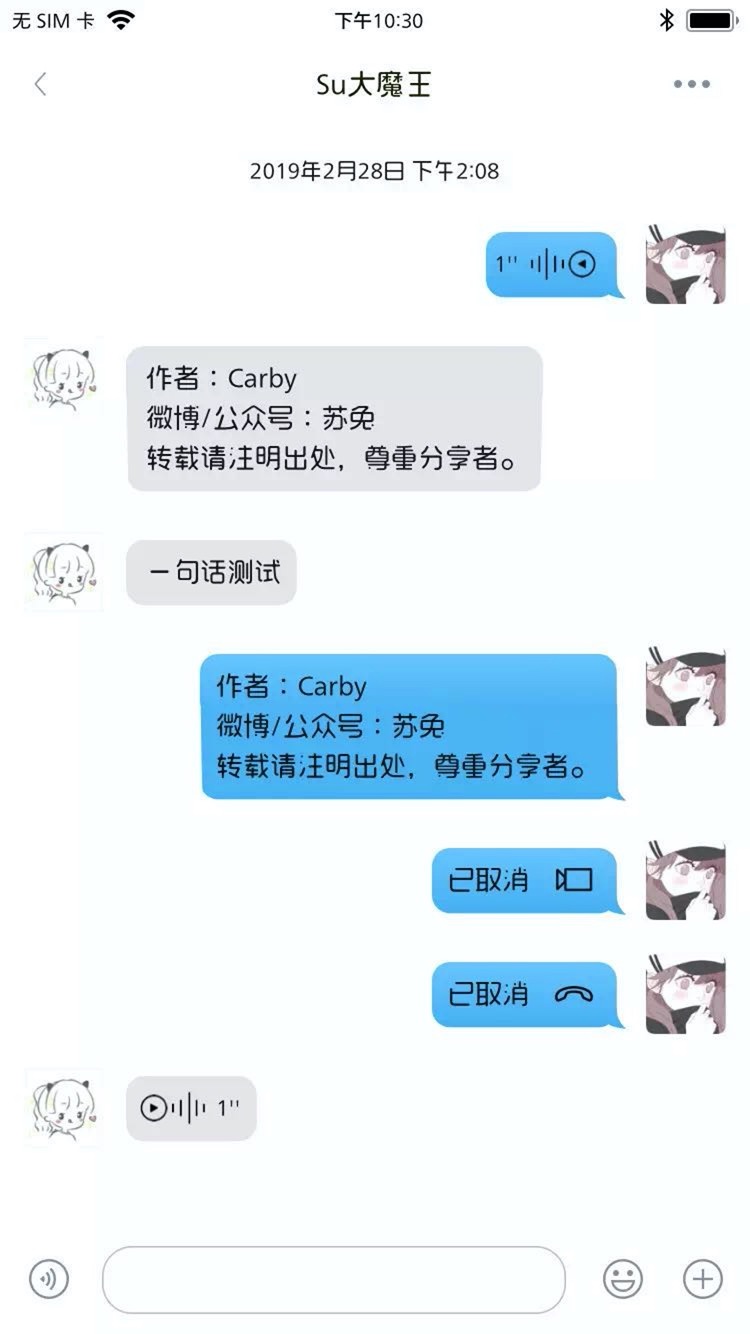 无 SIM 卡
下午10:30
Su大魔王
2019年2月28日 下午2:08
1''
作者：Carby
微博/公众号：苏兔
转载请注明出处，尊重分享者。
一句话测试
作者：Carby
微博/公众号：苏兔
转载请注明出处，尊重分享者。
已取消
已取消
1''